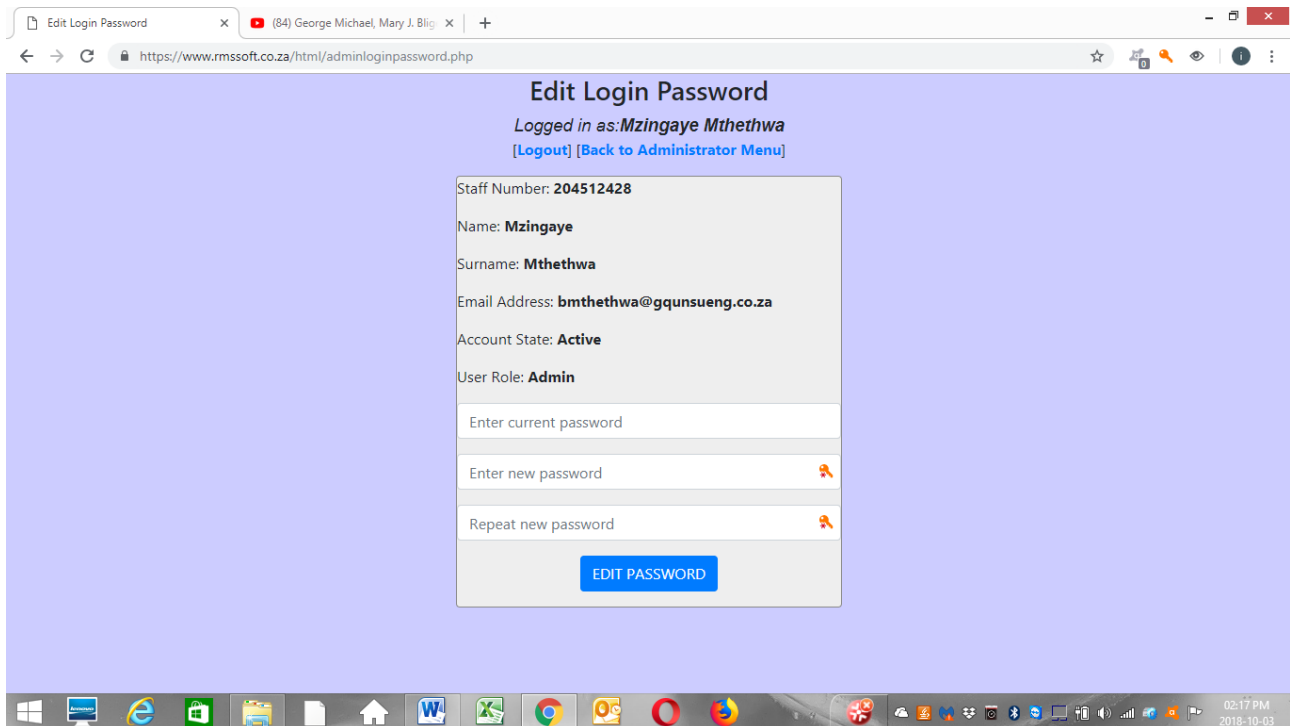 Edit Login Password
(84) George Michael, Mary J. Blig
https://www.rmssoft.co.za/html/adminloginpassword.php
0
i
Edit Login Password
Logged in as:Mzingaye Mthethwa
[Logout] [Back to Administrator Menu]
Staff Number: 204512428
Name: Mzingaye
Surname: Mthethwa
Email Address: bmthethwa@gqunsueng.co.za
Account State: Active
User Role: Admin
Enter current password
Enter new password
Repeat new password
EDIT PASSWORD
02:17 PM
2018-10-03